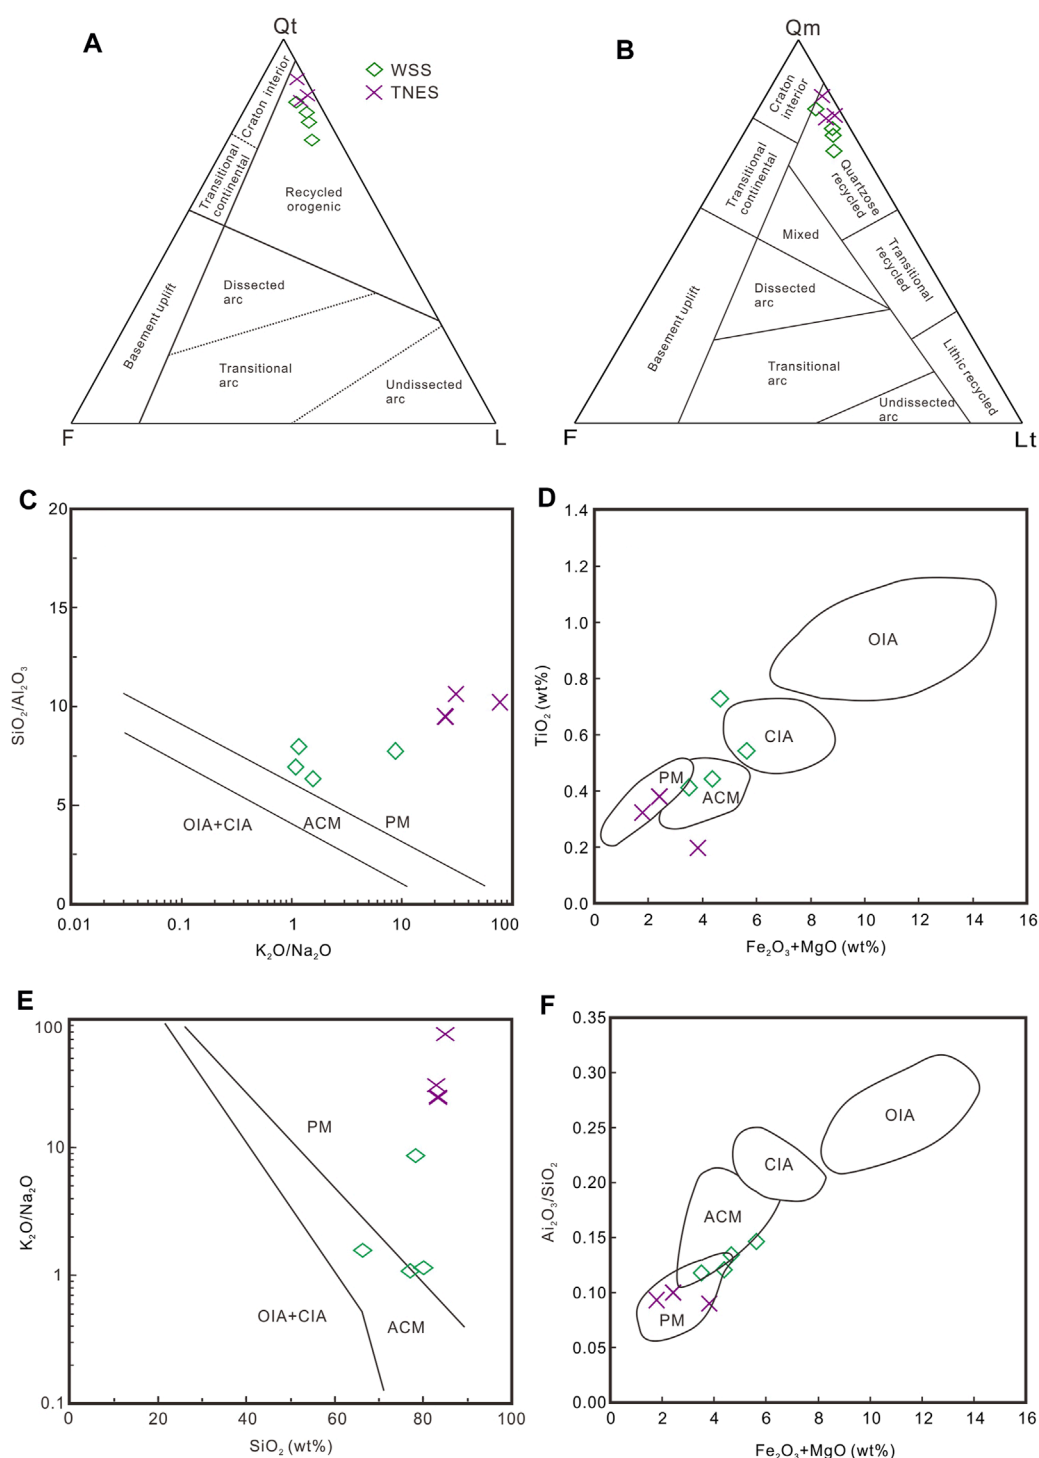 A
Qt
WSS
TNES
Craton interior
Transitional
continental
Recycled
orogenic
Basement uplift
Dissected
arc
Transitional
arc
Undissected
arc
F
L
B
Qm
Craton
interior
Transitional
continental
Quartzose
recycled
Mixed
Transitional
recycled
Dissected
arc
Basement uplift
Transitional
arc
Lithic recycled
Undissected
arc
F
Lt
C
20
15
10
5
0
SiO₂/Al₂O₃
OIA+CIA
ACM
PM
0.01
0.1
1
10
100
K₂O/Na₂O
D
1.4
1.2
1.0
0.8
0.6
0.4
0.2
0.0
TiO₂ (wt%)
OIA
CIA
PM
ACM
0
2
4
6
8
10
12
14
16
Fe₂O₃+MgO (wt%)
E
100
10
1
0.1
K₂O/Na₂O
PM
OIA+CIA
ACM
0
20
40
60
80
100
SiO₂ (wt%)
F
0.35
0.30
0.25
0.20
0.15
0.10
0.05
0.00
Ai₂O₃/SiO₂
OIA
CIA
ACM
PM
0
2
4
6
8
10
12
14
16
Fe₂O₃+MgO (wt%)